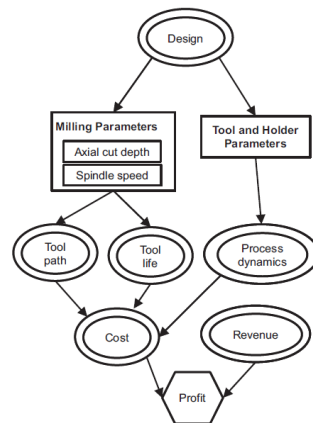 Design
Milling Parameters
Axial cut depth
Spindle speed
Tool and Holder
Parameters
Tool
path
Tool
life
Process
dynamics
Cost
Revenue
Profit